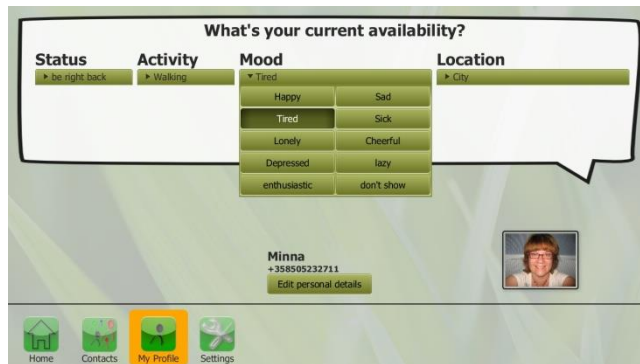 What's your current availability?
Status Activity Mood Location
be right back Walking Tired City
Happy Sad
Tired Sick
Lonely Cheerful
Depressed lazy
enthusiastic don't show
Minna
+358505232711
Edit personal details
Home Contacts My Profile Settings